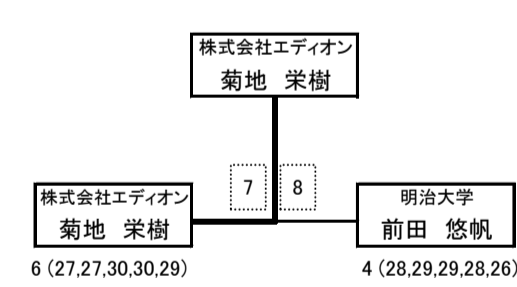 株式会社エディオン
菊地　栄樹
7
8
株式会社エディオン
菊地　栄樹
6 (27,27,30,30,29)
明治大学
前田　悠帆
4 (28,29,29,28,26)